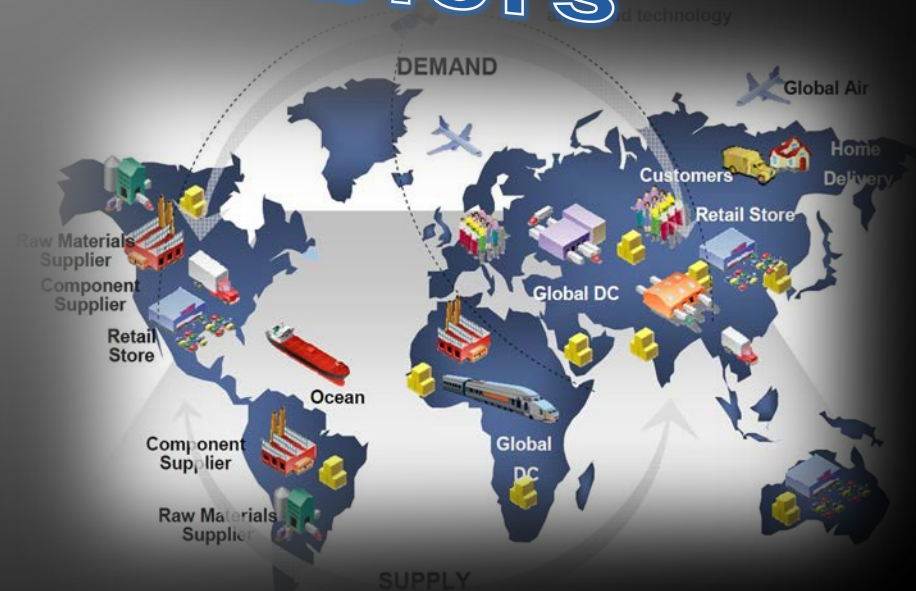 technology
DEMAND
Global Air
Home
Delivery
Customers
Retail Store
Raw Materials
Supplier
Component
Supplier
Global DC
Retail
Store
Ocean
Component
Supplier
Global
DC
Raw Materials
Supplier
SUPPLY